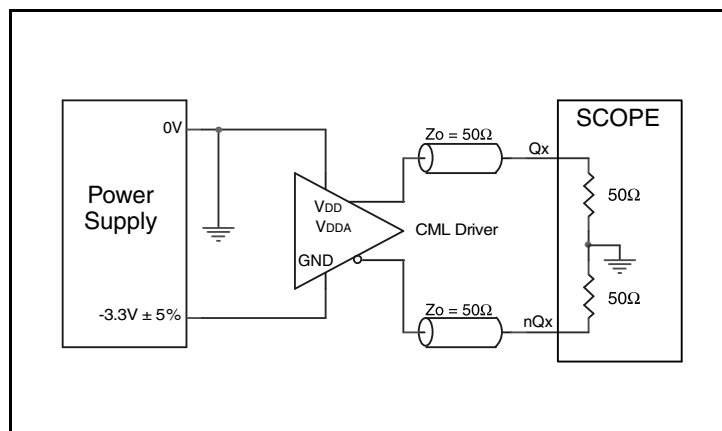 SCOPE
Zo = 50Ω
Qx
0V
50Ω
Power
Supply
VDD
VDDA
CML Driver
GND
50Ω
-3.3V ± 5%
Zo = 50Ω
nQx